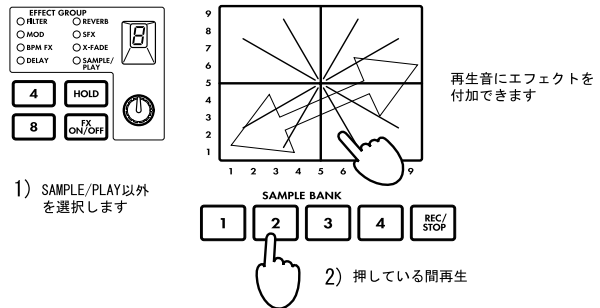 EFFECT GROUP
FILTER REVERB
MOD SFX
BPM FX X-FADE
DELAY SAMPLE/
PLAY
8
4 HOLD
8 FX
ON/OFF
1) SAMPLE/PLAY以外
を選択します
9
8
7
6
5
4
3
2
1
1 2 3 4 5 6 9
再生音にエフェクトを
付加できます
SAMPLE BANK
1 2 3 4 REC/
STOP
2) 押している間再生